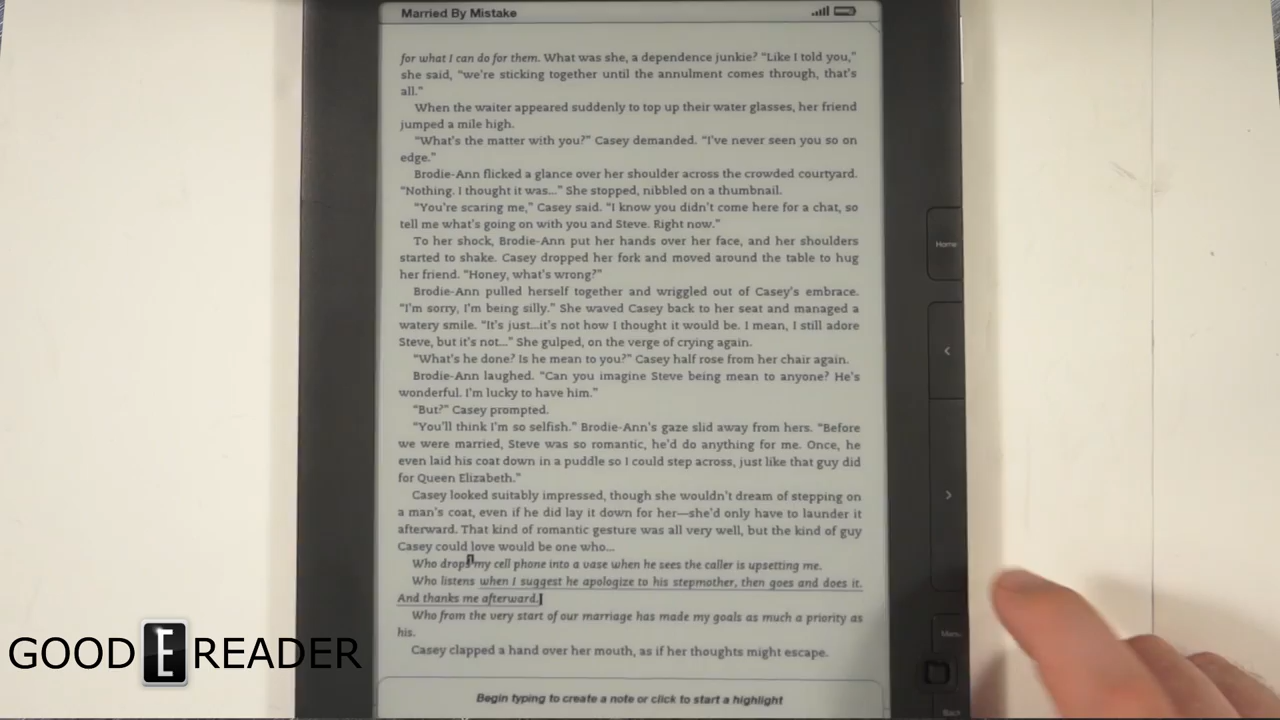 Married By Mistake
for what I can do for them. What was she, a dependence junkie? “Like I told you,”
she said, “we’re sticking together until the annulment comes through, that’s
all.”
When the waiter appeared suddenly to top up their water glasses, her friend
jumped a mile high.
“What’s the matter with you?” Casey demanded. “I’ve never seen you so on
edge.”
Brodie-Ann flicked a glance over her shoulder across the crowded courtyard.
“Nothing. I thought it was...” She stopped, nibbled on a thumbnail.
“You’re scaring me,” Casey said. “I know you didn’t come here for a chat, so
tell me what’s going on with you and Steve. Right now.”
To her shock, Brodie-Ann put her hands over her face, and her shoulders
started to shake. Casey dropped her fork and moved around the table to hug
her friend. “Honey, what’s wrong?”
Brodie-Ann pulled herself together and wriggled out of Casey’s embrace.
“I’m sorry, I’m being silly.” She waved Casey back to her seat and managed a
watery smile. “It’s just...it’s not how I thought it would be. I mean, I still adore
Steve, but it’s not...” She gulped, on the verge of crying again.
“What’s he done? Is he mean to you?” Casey half rose from her chair again.
Brodie-Ann laughed. “Can you imagine Steve being mean to anyone? He’s
wonderful. I’m lucky to have him.”
“But?” Casey prompted.
“You’ll think I’m so selfish.” Brodie-Ann’s gaze slid away from hers. “Before
we were married, Steve was so romantic, he’d do anything for me. Once, he
even laid his coat down in a puddle so I could step across, just like that guy did
for Queen Elizabeth.”
Casey looked suitably impressed, though she wouldn’t dream of stepping on
a man’s coat, even if he did lay it down for her—she’d only have to launder it
afterward. That kind of romantic gesture was all very well, but the kind of guy
Casey could love would be one who...
Who drops my cell phone into a vase when he sees the caller is upsetting me.
Who listens when I suggest he apologize to his stepmother, then goes and does it.
And thanks me afterward.
Who from the very start of our marriage has made my goals as much a priority as
his.
Casey clapped a hand over her mouth, as if her thoughts might escape.
Begin typing to create a note or click to start a highlight
Home
<
>
Menu
Back
GOOD E READER